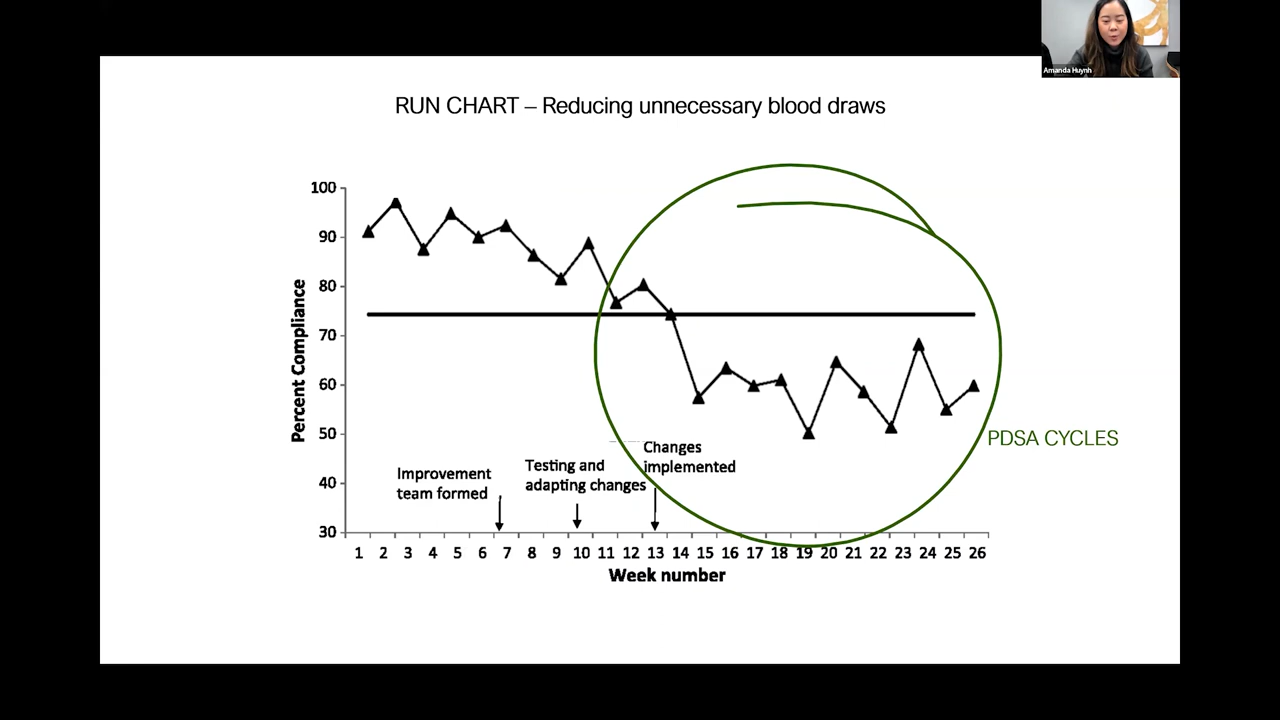 Amanda Huynh
RUN CHART – Reducing unnecessary blood draws
100
90
80
70
60
50
40
30
Percent Compliance
Improvement
team formed
Testing and
adapting changes
Changes
implemented
PDSA CYCLES
1 2 3 4 5 6 7 8 9 10 11 12 13 14 15 16 17 18 19 20 21 22 23 24 25 26
Week number